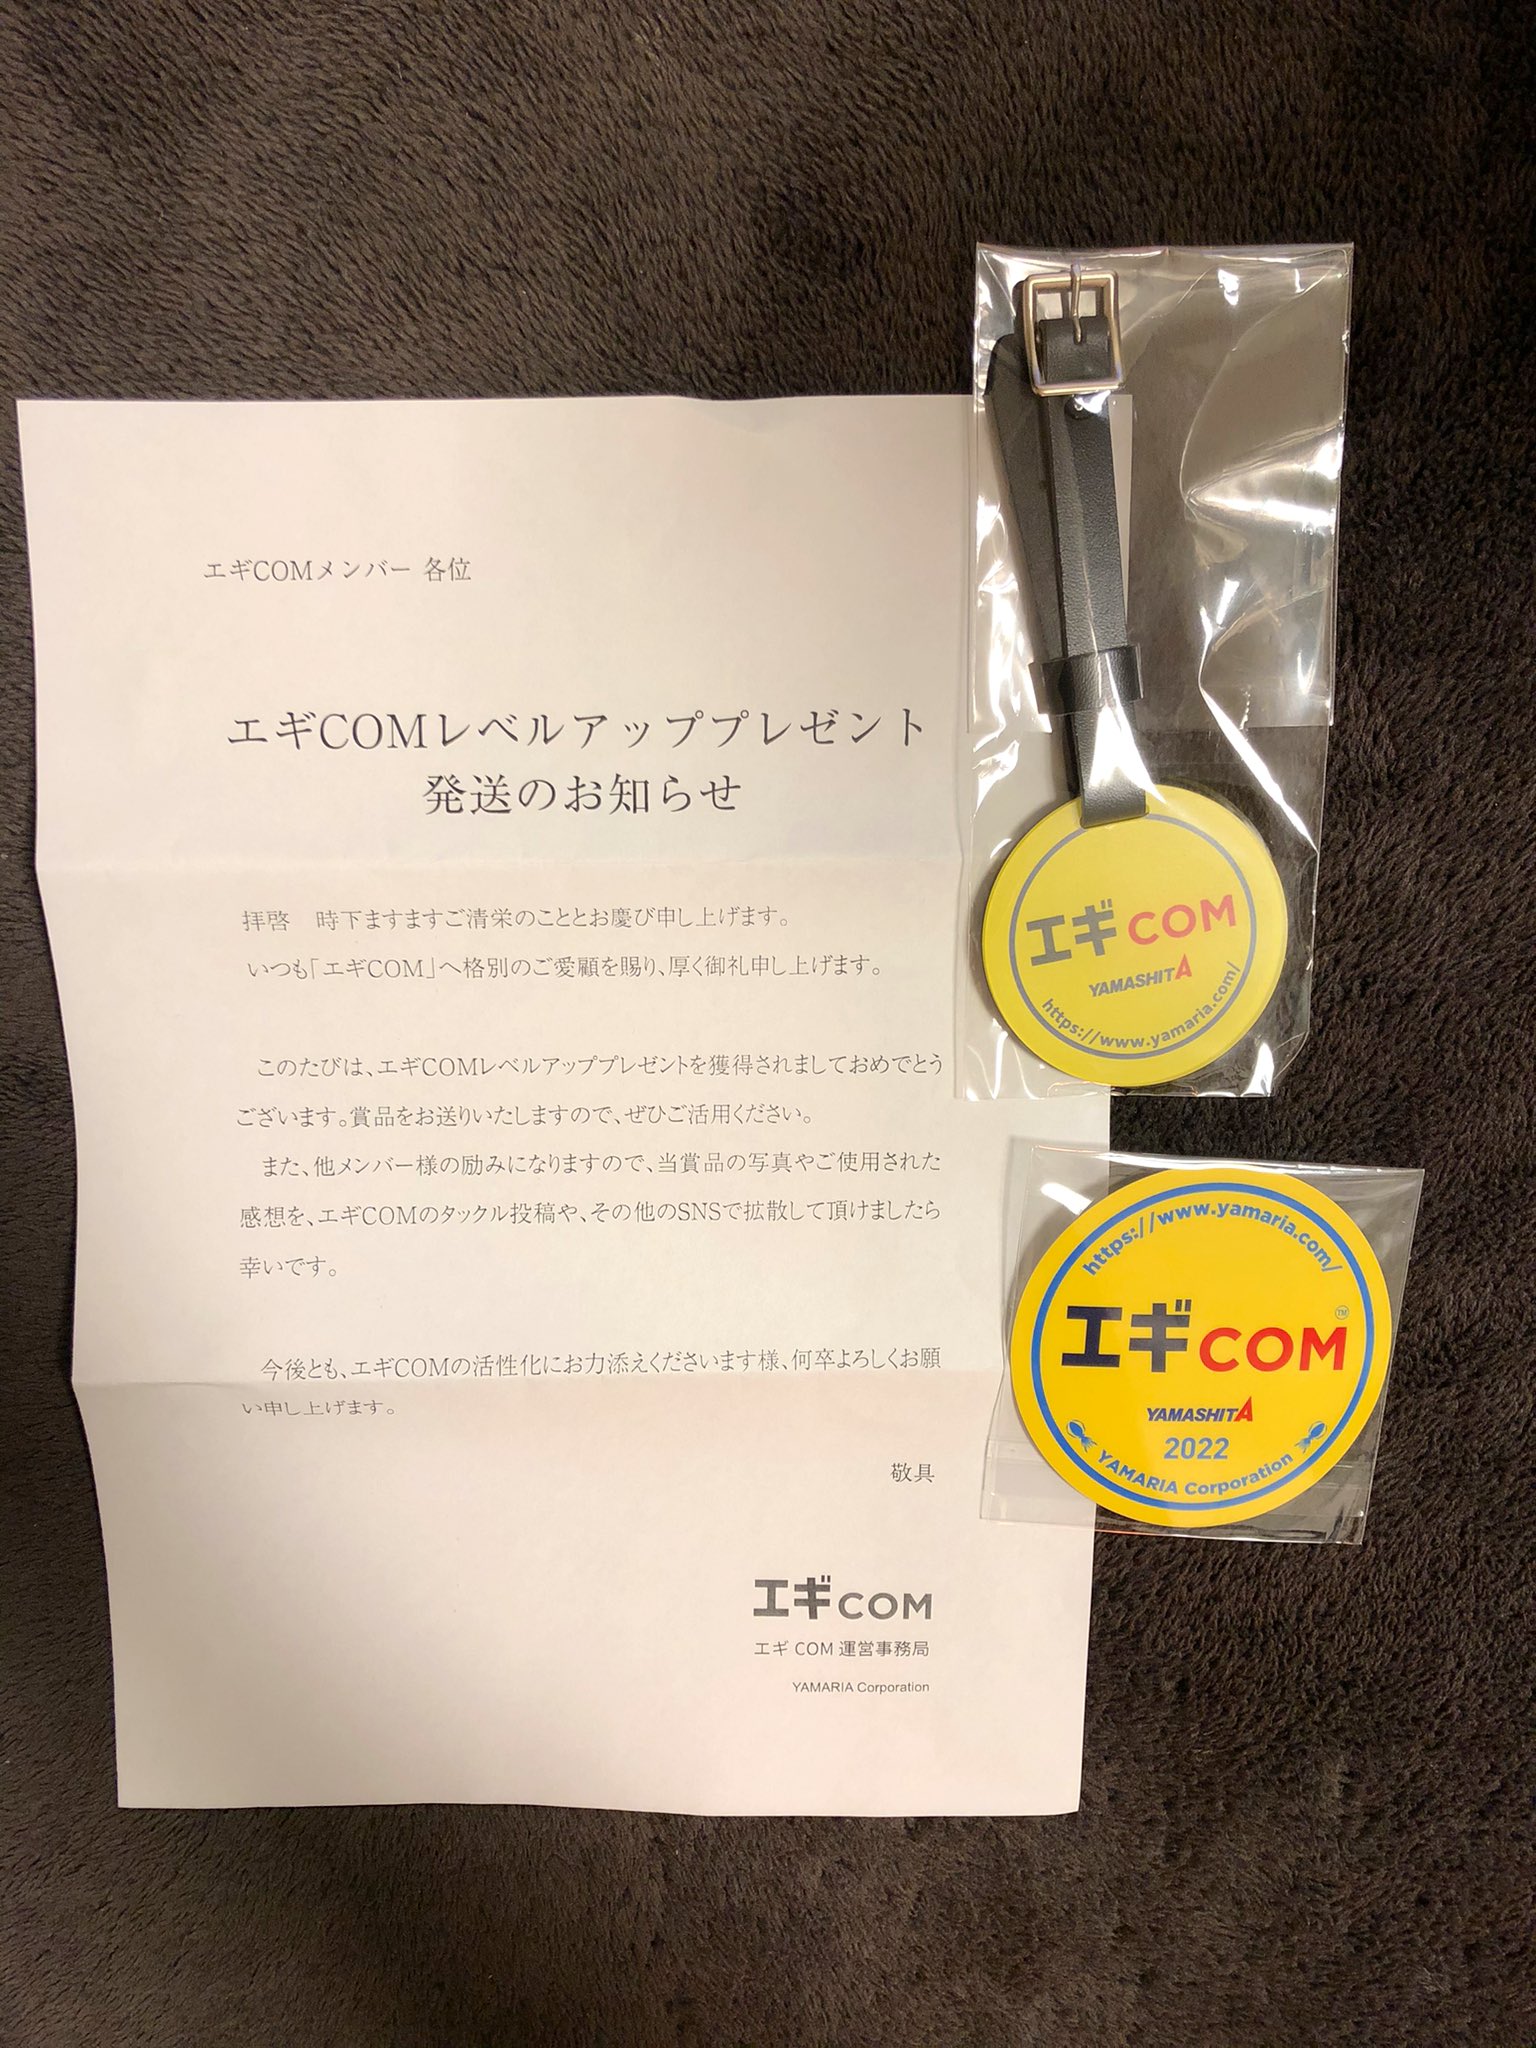 エギCOMメンバー 各位
エギCOMレベルアッププレゼント
発送のお知らせ
拝啓　時下ますますご清栄のこととお慶び申し上げます。
いつも「エギCOM」へ格別のご愛顧を賜り、厚く御礼申し上げます。
このたびは、エギCOMレベルアッププレゼントを獲得されましておめでとう
ございます。賞品をお送りいたしますので、ぜひご活用ください。
また、他メンバー様の励みになりますので、当賞品の写真やご使用された
感想を、エギCOMのタックル投稿や、その他のSNSで拡散して頂けましたら
幸いです。
今後とも、エギCOMの活性化にお力添えくださいます様、何卒よろしくお願
い申し上げます。
敬具
エギCOM
エギ COM 運営事務局
YAMARIA Corporation
エギCOM
YAMASHITA
https://www.yamaria.com/
https://www.yamaria.com/
エギCOM™
YAMASHITA
2022
YAMARIA Corporation